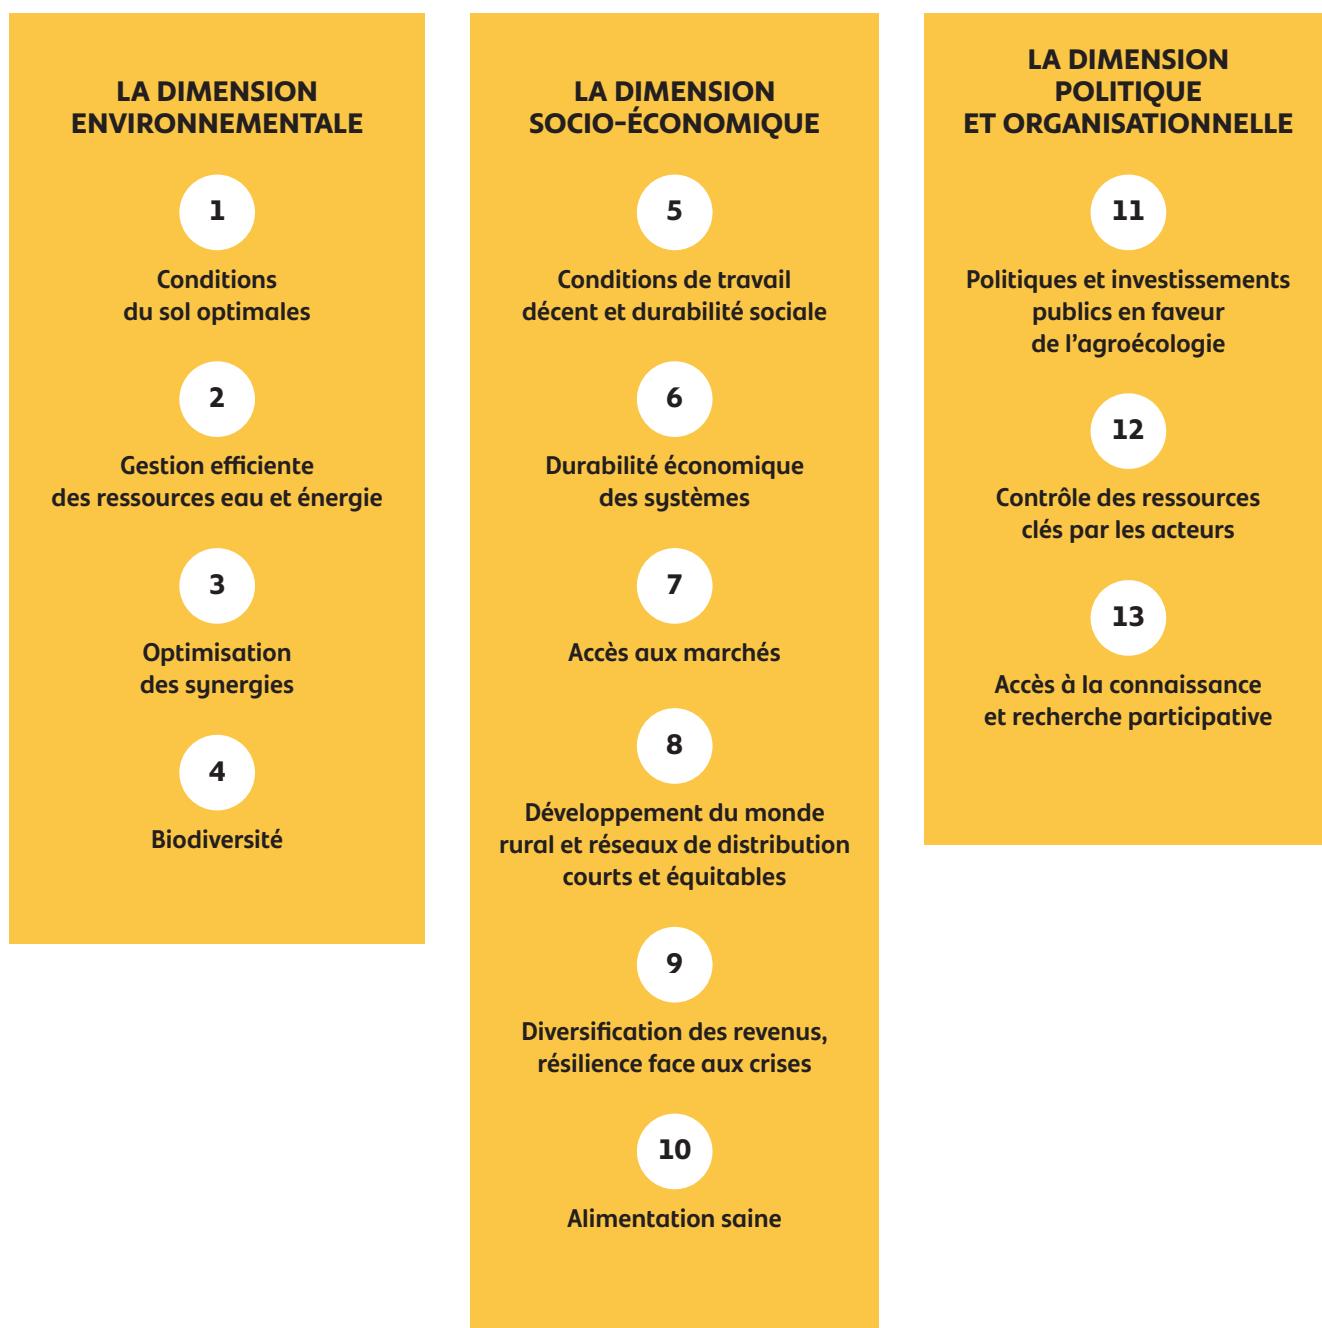 LA DIMENSION
ENVIRONNEMENTALE
1
Conditions
du sol optimales
2
Gestion efficiente
des ressources eau et énergie
3
Optimisation
des synergies
4
Biodiversité
LA DIMENSION
SOCIO-ÉCONOMIQUE
5
Conditions de travail
décent et durabilité sociale
6
Durabilité économique
des systèmes
7
Accès aux marchés
8
Développement du monde
rural et réseaux de distribution
courts et équitables
9
Diversification des revenus,
résilience face aux crises
10
Alimentation saine
LA DIMENSION
POLITIQUE
ET ORGANISATIONNELLE
11
Politiques et investissements
publics en faveur
de l’agroécologie
12
Contrôle des ressources
clés par les acteurs
13
Accès à la connaissance
et recherche participative